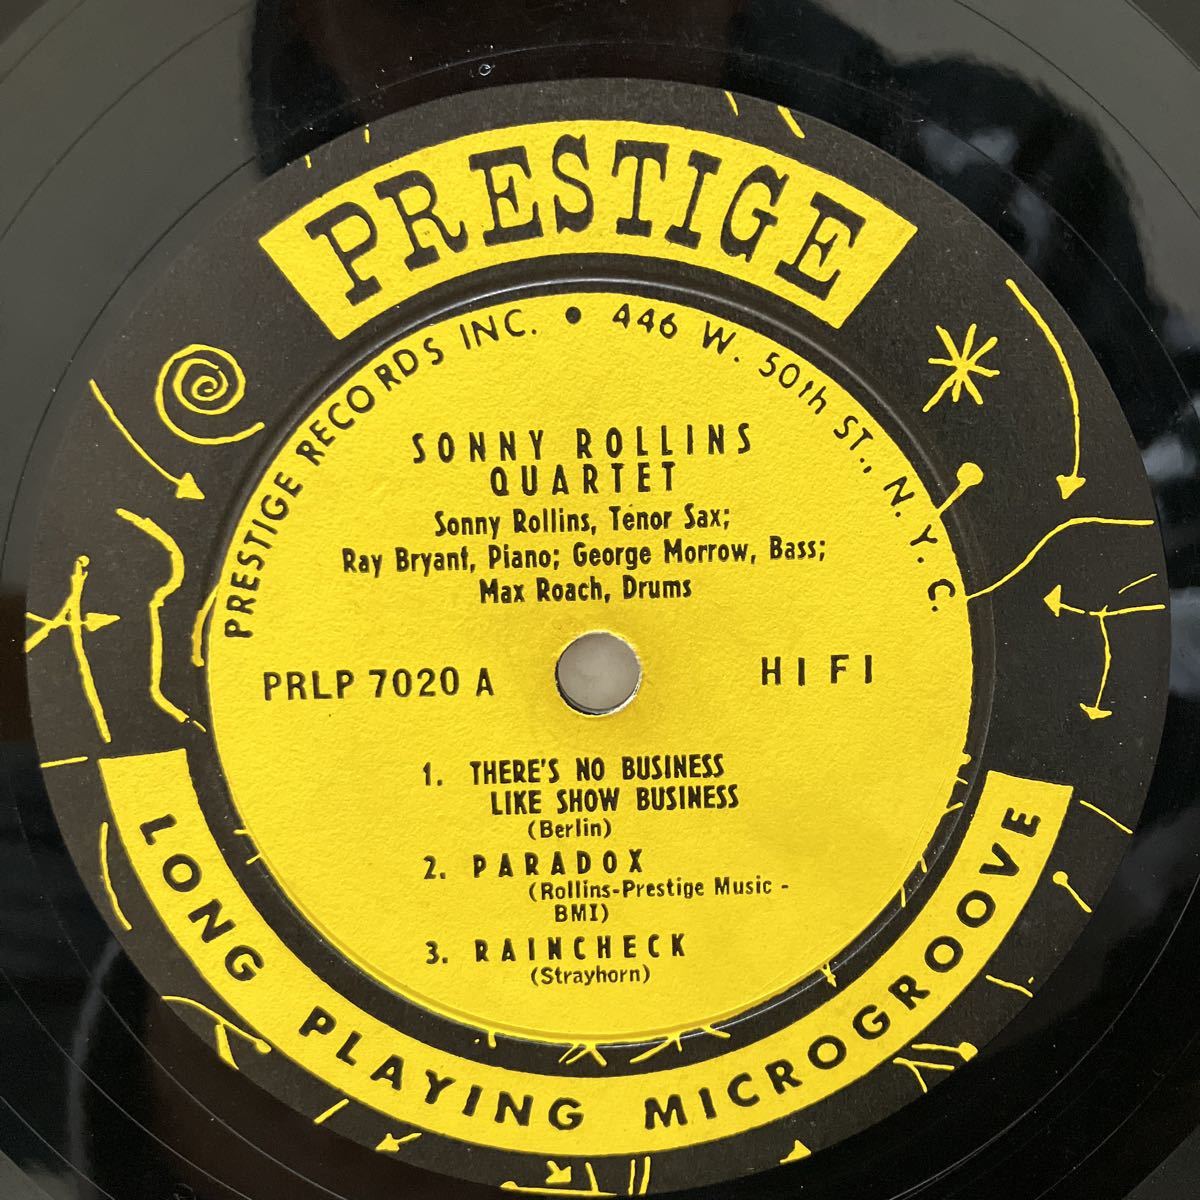 PRESTIGE
PRESTIGE RECORDS INC. • 446 W. 50th ST., N.Y.C.
SONNY ROLLINS
QUARTET
Sonny Rollins, Tenor Sax;
Ray Bryant, Piano; George Morrow, Bass;
Max Roach, Drums
PRLP 7020 A
HI FI
1. THERE'S NO BUSINESS
LIKE SHOW BUSINESS
(Berlin)
2. PARADOX
(Rollins-Prestige Music -
BMI)
3. RAINCHECK
(Strayhorn)
LONG PLAYING MICROGROOVE